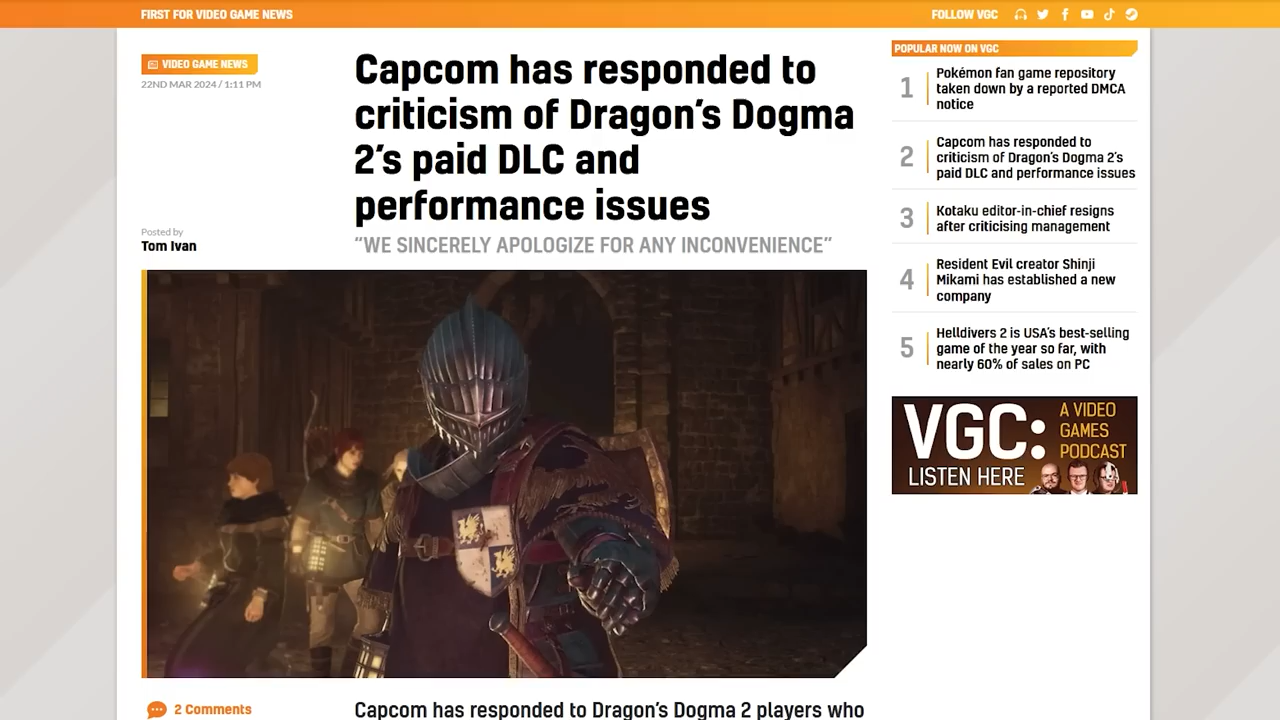 FIRST FOR VIDEO GAME NEWS
FOLLOW VGC
VIDEO GAME NEWS
22ND MAR 2024 / 1:11 PM
Capcom has responded to
criticism of Dragon's Dogma
2's paid DLC and
performance issues
Posted by
Tom Ivan
“WE SINCERELY APOLOGIZE FOR ANY INCONVENIENCE”
2 Comments
Capcom has responded to Dragon's Dogma 2 players who
POPULAR NOW ON VGC
1
Pokémon fan game repository
taken down by a reported DMCA
notice
2
Capcom has responded to
criticism of Dragon's Dogma 2's
paid DLC and performance issues
3
Kotaku editor-in-chief resigns
after criticising management
4
Resident Evil creator Shinji
Mikami has established a new
company
5
Helldivers 2 is USA's best-selling
game of the year so far, with
nearly 60% of sales on PC
VGC:
A VIDEO
GAMES
PODCAST
LISTEN HERE